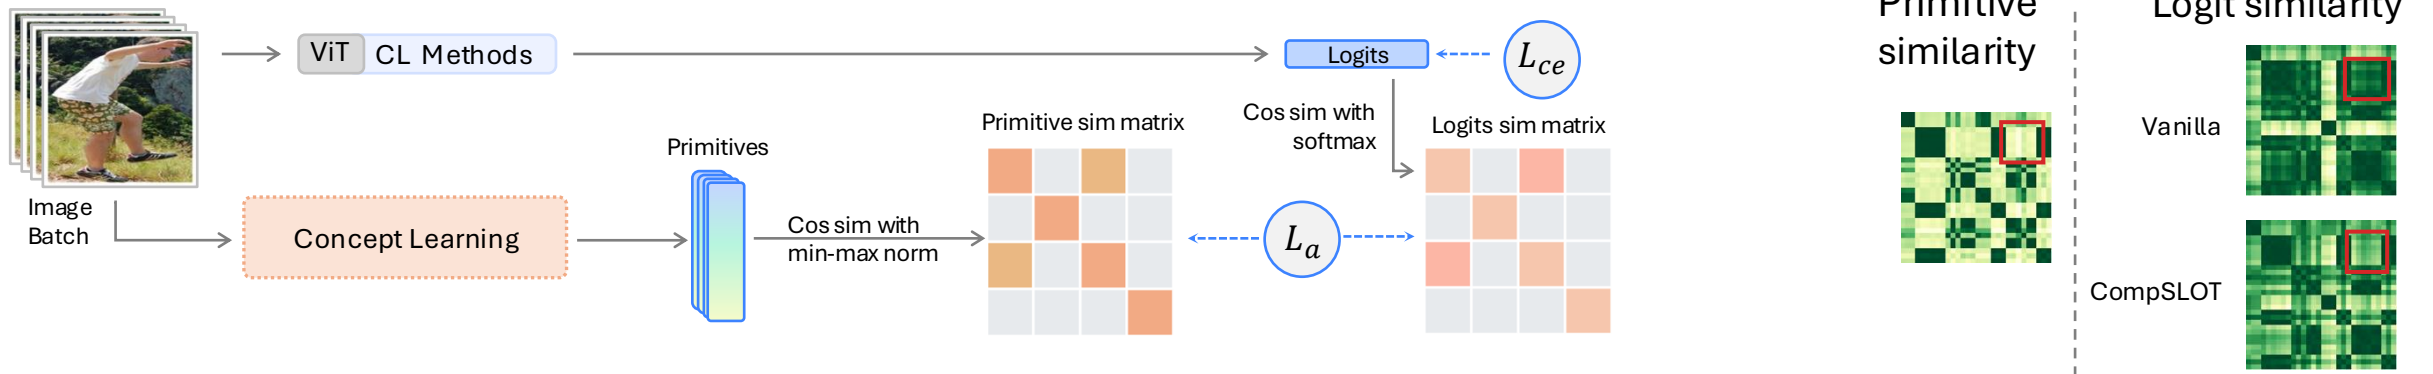 Image
Batch
ViT
CL Methods
Concept Learning
Primitives
Cos sim with
min-max norm
Primitive sim matrix
Logits
L_ce
Cos sim with
softmax
Logits sim matrix
L_a
Primitive
similarity
Logit similarity
Vanilla
CompSLOT